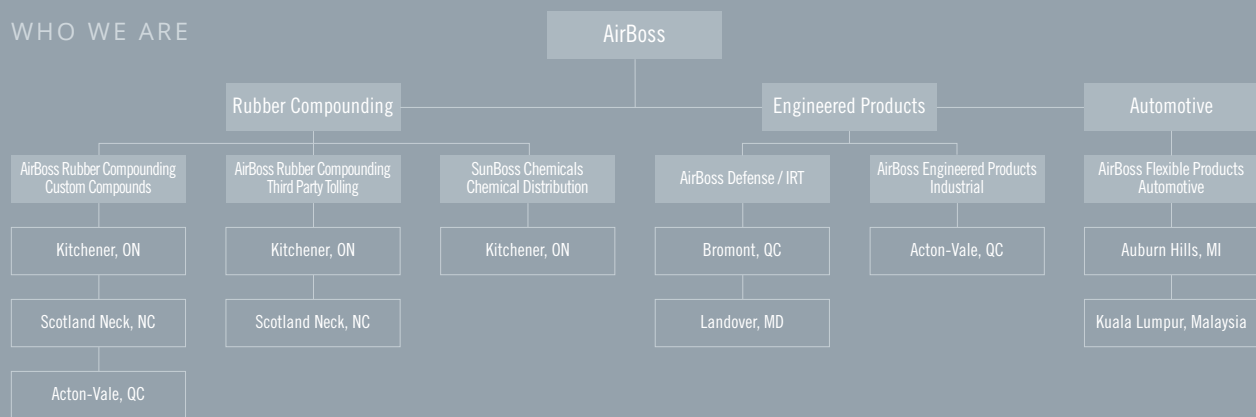 WHO WE ARE
AirBoss
Rubber Compounding
Engineered Products
Automotive
AirBoss Rubber Compounding
Custom Compounds
AirBoss Rubber Compounding
Third Party Tolling
SunBoss Chemicals
Chemical Distribution
AirBoss Defense / IRT
AirBoss Engineered Products
Industrial
AirBoss Flexible Products
Automotive
Kitchener, ON
Kitchener, ON
Kitchener, ON
Bromont, QC
Acton-Vale, QC
Auburn Hills, MI
Scotland Neck, NC
Scotland Neck, NC
Landover, MD
Kuala Lumpur, Malaysia
Acton-Vale, QC